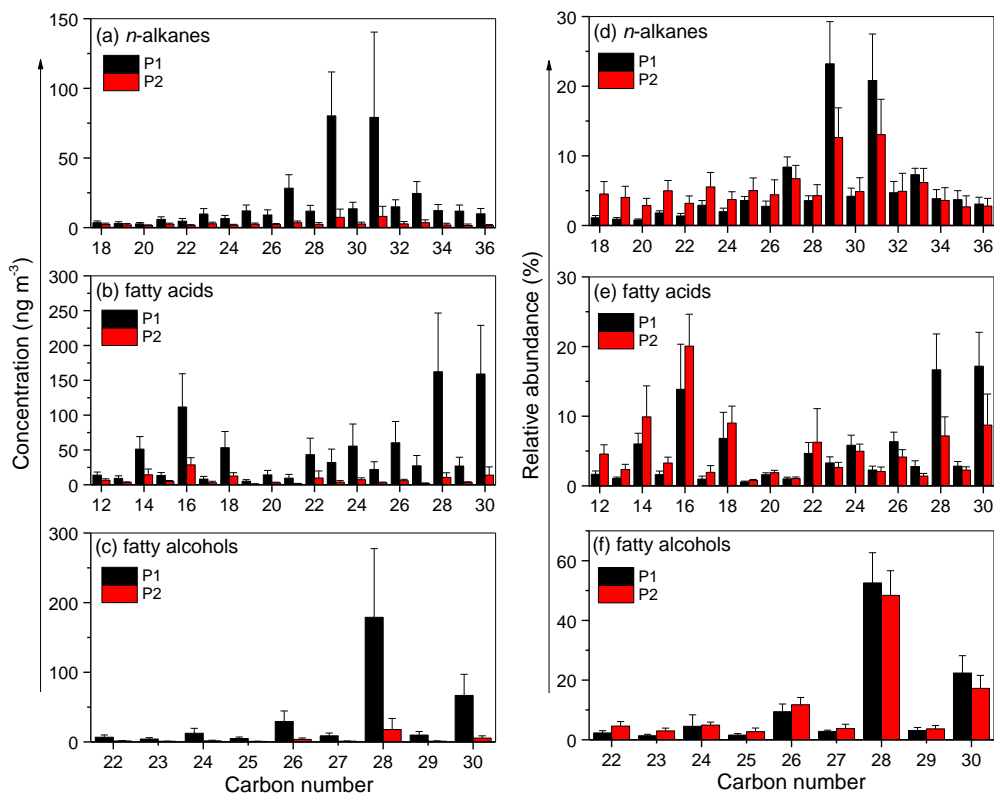 Concentration (ng m-3)
(a) n-alkanes
P1
P2
150
100
50
0
18 20 22 24 26 28 30 32 34 36
(b) fatty acids
P1
P2
300
250
200
150
100
50
0
12 14 16 18 20 22 24 26 28 30
(c) fatty alcohols
P1
P2
300
200
100
0
22 23 24 25 26 27 28 29 30
Carbon number
Relative abundance (%)
(d) n-alkanes
P1
P2
30
20
10
0
18 20 22 24 26 28 30 32 34 36
(e) fatty acids
P1
P2
30
20
10
0
12 14 16 18 20 22 24 26 28 30
(f) fatty alcohols
P1
P2
60
40
20
0
22 23 24 25 26 27 28 29 30
Carbon number